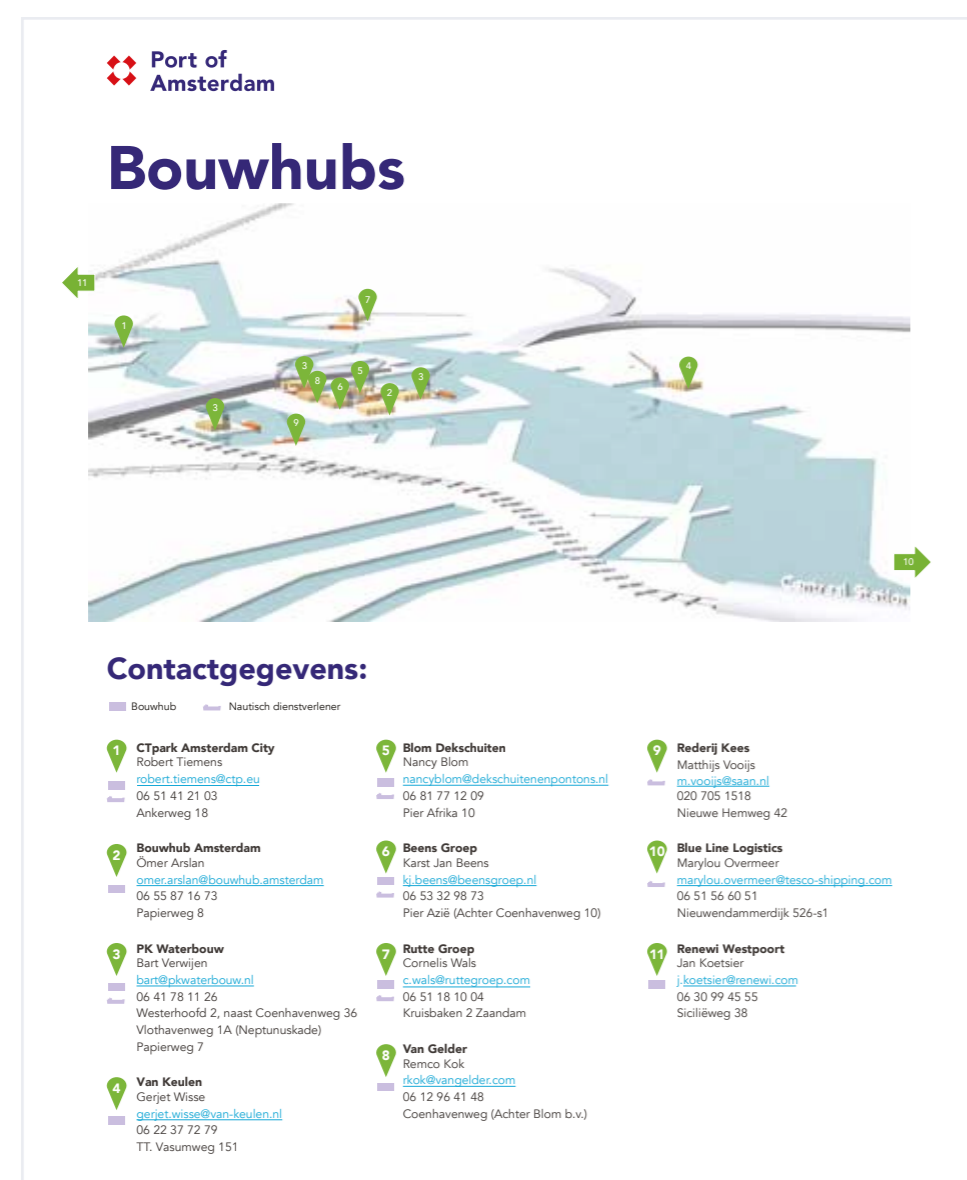 Port of
Amsterdam
Bouwhubs
11
7
1
3
5
4
8
6
2
3
3
9
10
Centraal Station
Contactgegevens:
Bouwhub
Nautisch dienstverlener
1
CTpark Amsterdam City
Robert Tiemens
robert.tiemens@ctp.eu
06 51 41 21 03
Ankerweg 18
2
Bouwhub Amsterdam
Ömer Arslan
omer.arslan@bouwhub.amsterdam
06 55 87 16 73
Papierweg 8
3
PK Waterbouw
Bart Verwijen
bart@pkwaterbouw.nl
06 41 78 11 26
Westerhoofd 2, naast Coenhavenweg 36
Vlothavenweg 1A (Neptunuskade)
Papierweg 7
4
Van Keulen
Gerjet Wisse
gerjet.wisse@van-keulen.nl
06 22 37 72 79
TT. Vasumweg 151
5
Blom Dekschuiten
Nancy Blom
nancyblom@dekschuitenenpontons.nl
06 81 77 12 09
Pier Afrika 10
6
Beens Groep
Karst Jan Beens
kj.beens@beensgroep.nl
06 53 32 98 73
Pier Azië (Achter Coenhavenweg 10)
7
Rutte Groep
Cornelis Wals
c.wals@ruttegroep.com
06 51 18 10 04
Kruisbaken 2 Zaandam
8
Van Gelder
Remco Kok
rkok@vangelder.com
06 12 96 41 48
Coenhavenweg (Achter Blom b.v.)
9
Rederij Kees
Matthijs Vooijs
m.vooijs@saan.nl
020 705 1518
Nieuwe Hemweg 42
10
Blue Line Logistics
Marylou Overmeer
marylou.overmeer@tesco-shipping.com
06 51 56 60 51
Nieuwendammerdijk 526-s1
11
Renewi Westpoort
Jan Koetsier
j.koetsier@renewi.com
06 30 99 45 55
Siciliëweg 38